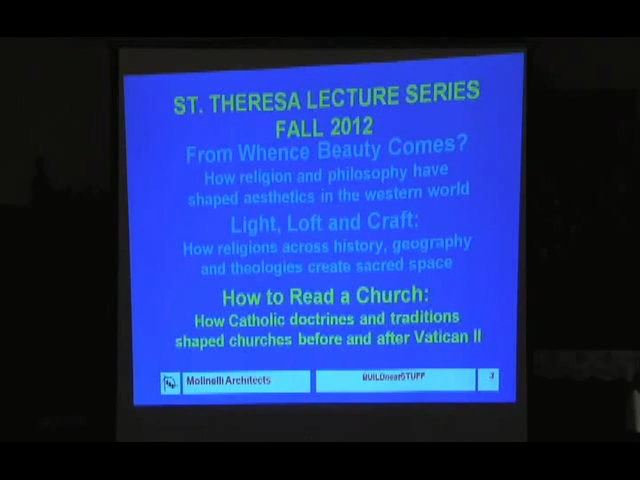 ST. THERESA LECTURE SERIES
FALL 2012
From Whence Beauty Comes?
How religion and philosophy have
shaped aesthetics in the western world
Light, Loft and Craft:
How religions across history, geography
and theologies create sacred space
How to Read a Church:
How Catholic doctrines and traditions
shaped churches before and after Vatican II
Molinelli Architects
BUILDnearSTUFF
3